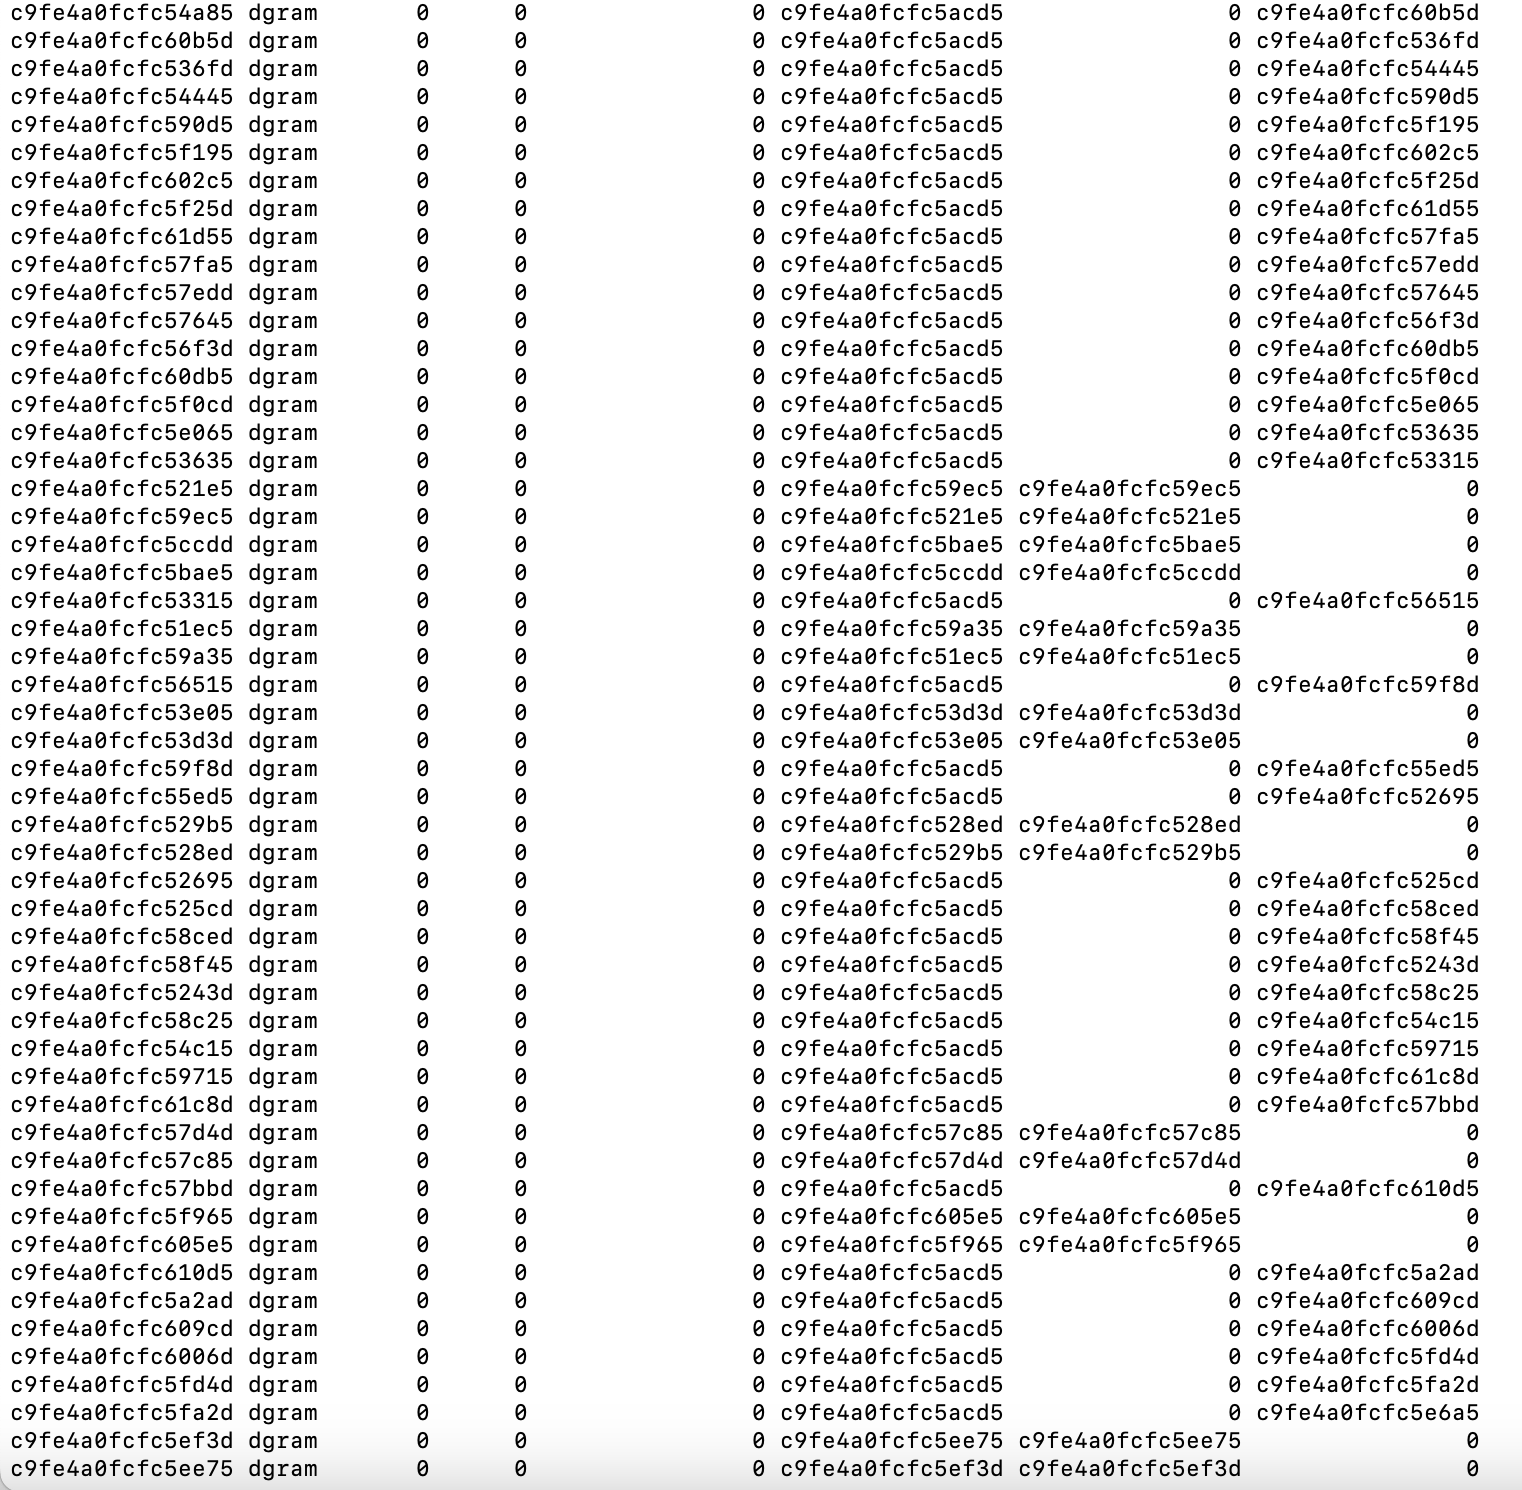 c9fe4a0fcfc54a85 dgram 0 0 0 c9fe4a0fcfc5acd5 0 c9fe4a0fcfc60b5d
c9fe4a0fcfc60b5d dgram 0 0 0 c9fe4a0fcfc5acd5 0 c9fe4a0fcfc536fd
c9fe4a0fcfc536fd dgram 0 0 0 c9fe4a0fcfc5acd5 0 c9fe4a0fcfc54445
c9fe4a0fcfc54445 dgram 0 0 0 c9fe4a0fcfc5acd5 0 c9fe4a0fcfc590d5
c9fe4a0fcfc590d5 dgram 0 0 0 c9fe4a0fcfc5acd5 0 c9fe4a0fcfc5f195
c9fe4a0fcfc5f195 dgram 0 0 0 c9fe4a0fcfc5acd5 0 c9fe4a0fcfc602c5
c9fe4a0fcfc602c5 dgram 0 0 0 c9fe4a0fcfc5acd5 0 c9fe4a0fcfc5f25d
c9fe4a0fcfc5f25d dgram 0 0 0 c9fe4a0fcfc5acd5 0 c9fe4a0fcfc61d55
c9fe4a0fcfc61d55 dgram 0 0 0 c9fe4a0fcfc5acd5 0 c9fe4a0fcfc57fa5
c9fe4a0fcfc57fa5 dgram 0 0 0 c9fe4a0fcfc5acd5 0 c9fe4a0fcfc57edd
c9fe4a0fcfc57edd dgram 0 0 0 c9fe4a0fcfc5acd5 0 c9fe4a0fcfc57645
c9fe4a0fcfc57645 dgram 0 0 0 c9fe4a0fcfc5acd5 0 c9fe4a0fcfc56f3d
c9fe4a0fcfc56f3d dgram 0 0 0 c9fe4a0fcfc5acd5 0 c9fe4a0fcfc60db5
c9fe4a0fcfc60db5 dgram 0 0 0 c9fe4a0fcfc5acd5 0 c9fe4a0fcfc5f0cd
c9fe4a0fcfc5f0cd dgram 0 0 0 c9fe4a0fcfc5acd5 0 c9fe4a0fcfc5e065
c9fe4a0fcfc5e065 dgram 0 0 0 c9fe4a0fcfc5acd5 0 c9fe4a0fcfc53635
c9fe4a0fcfc53635 dgram 0 0 0 c9fe4a0fcfc5acd5 0 c9fe4a0fcfc53315
c9fe4a0fcfc521e5 dgram 0 0 0 c9fe4a0fcfc59ec5 c9fe4a0fcfc59ec5 0
c9fe4a0fcfc59ec5 dgram 0 0 0 c9fe4a0fcfc521e5 c9fe4a0fcfc521e5 0
c9fe4a0fcfc5ccdd dgram 0 0 0 c9fe4a0fcfc5bae5 c9fe4a0fcfc5bae5 0
c9fe4a0fcfc5bae5 dgram 0 0 0 c9fe4a0fcfc5ccdd c9fe4a0fcfc5ccdd 0
c9fe4a0fcfc53315 dgram 0 0 0 c9fe4a0fcfc5acd5 0 c9fe4a0fcfc56515
c9fe4a0fcfc51ec5 dgram 0 0 0 c9fe4a0fcfc59a35 c9fe4a0fcfc59a35 0
c9fe4a0fcfc59a35 dgram 0 0 0 c9fe4a0fcfc51ec5 c9fe4a0fcfc51ec5 0
c9fe4a0fcfc56515 dgram 0 0 0 c9fe4a0fcfc5acd5 0 c9fe4a0fcfc59f8d
c9fe4a0fcfc53e05 dgram 0 0 0 c9fe4a0fcfc53d3d c9fe4a0fcfc53d3d 0
c9fe4a0fcfc53d3d dgram 0 0 0 c9fe4a0fcfc53e05 c9fe4a0fcfc53e05 0
c9fe4a0fcfc59f8d dgram 0 0 0 c9fe4a0fcfc5acd5 0 c9fe4a0fcfc55ed5
c9fe4a0fcfc55ed5 dgram 0 0 0 c9fe4a0fcfc5acd5 0 c9fe4a0fcfc52695
c9fe4a0fcfc529b5 dgram 0 0 0 c9fe4a0fcfc528ed c9fe4a0fcfc528ed 0
c9fe4a0fcfc528ed dgram 0 0 0 c9fe4a0fcfc529b5 c9fe4a0fcfc529b5 0
c9fe4a0fcfc52695 dgram 0 0 0 c9fe4a0fcfc5acd5 0 c9fe4a0fcfc525cd
c9fe4a0fcfc525cd dgram 0 0 0 c9fe4a0fcfc5acd5 0 c9fe4a0fcfc58ced
c9fe4a0fcfc58ced dgram 0 0 0 c9fe4a0fcfc5acd5 0 c9fe4a0fcfc58f45
c9fe4a0fcfc58f45 dgram 0 0 0 c9fe4a0fcfc5acd5 0 c9fe4a0fcfc5243d
c9fe4a0fcfc5243d dgram 0 0 0 c9fe4a0fcfc5acd5 0 c9fe4a0fcfc58c25
c9fe4a0fcfc58c25 dgram 0 0 0 c9fe4a0fcfc5acd5 0 c9fe4a0fcfc54c15
c9fe4a0fcfc54c15 dgram 0 0 0 c9fe4a0fcfc5acd5 0 c9fe4a0fcfc59715
c9fe4a0fcfc59715 dgram 0 0 0 c9fe4a0fcfc5acd5 0 c9fe4a0fcfc61c8d
c9fe4a0fcfc61c8d dgram 0 0 0 c9fe4a0fcfc5acd5 0 c9fe4a0fcfc57bbd
c9fe4a0fcfc57d4d dgram 0 0 0 c9fe4a0fcfc57c85 c9fe4a0fcfc57c85 0
c9fe4a0fcfc57c85 dgram 0 0 0 c9fe4a0fcfc57d4d c9fe4a0fcfc57d4d 0
c9fe4a0fcfc57bbd dgram 0 0 0 c9fe4a0fcfc5acd5 0 c9fe4a0fcfc610d5
c9fe4a0fcfc5f965 dgram 0 0 0 c9fe4a0fcfc605e5 c9fe4a0fcfc605e5 0
c9fe4a0fcfc605e5 dgram 0 0 0 c9fe4a0fcfc5f965 c9fe4a0fcfc5f965 0
c9fe4a0fcfc610d5 dgram 0 0 0 c9fe4a0fcfc5acd5 0 c9fe4a0fcfc5a2ad
c9fe4a0fcfc5a2ad dgram 0 0 0 c9fe4a0fcfc5acd5 0 c9fe4a0fcfc609cd
c9fe4a0fcfc609cd dgram 0 0 0 c9fe4a0fcfc5acd5 0 c9fe4a0fcfc6006d
c9fe4a0fcfc6006d dgram 0 0 0 c9fe4a0fcfc5acd5 0 c9fe4a0fcfc5fd4d
c9fe4a0fcfc5fd4d dgram 0 0 0 c9fe4a0fcfc5acd5 0 c9fe4a0fcfc5fa2d
c9fe4a0fcfc5fa2d dgram 0 0 0 c9fe4a0fcfc5acd5 0 c9fe4a0fcfc5e6a5
c9fe4a0fcfc5ef3d dgram 0 0 0 c9fe4a0fcfc5ee75 c9fe4a0fcfc5ee75 0
c9fe4a0fcfc5ee75 dgram 0 0 0 c9fe4a0fcfc5ef3d c9fe4a0fcfc5ef3d 0